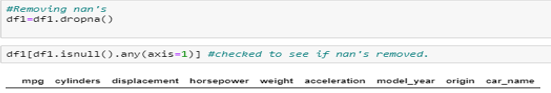 #Removing nan's
df1=df1.dropna()
df1[df1.isnull().any(axis=1)] #checked to see if nan's removed.
mpg cylinders displacement horsepower weight acceleration model_year origin car_name